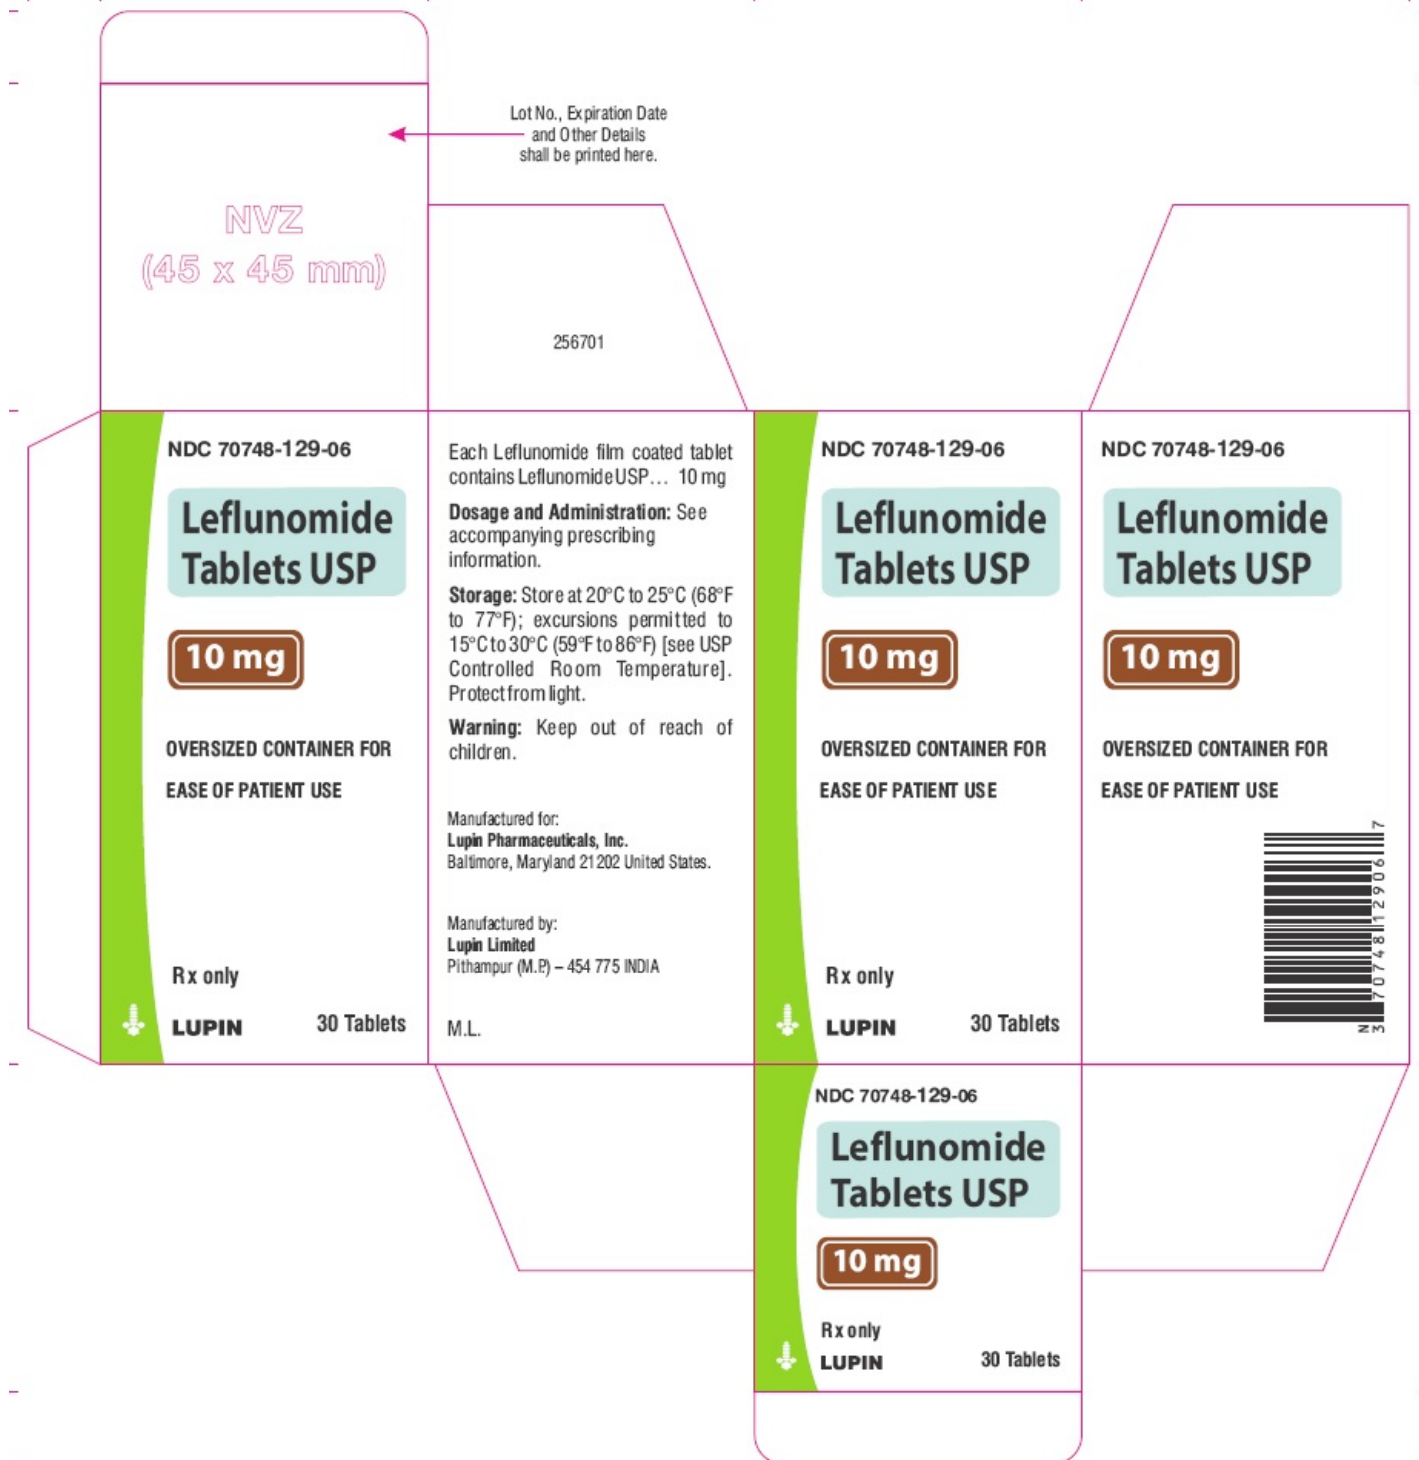 Lot No., Expiration Date
and Other Details
shall be printed here.
NVZ
(45 x 45 mm)
256701
NDC 70748-129-06
Leflunomide
Tablets USP
10 mg
OVERSIZED CONTAINER FOR
EASE OF PATIENT USE
Rx only
LUPIN
30 Tablets
Each Leflunomide film coated tablet
contains Leflunomide USP... 10 mg
Dosage and Administration: See
accompanying prescribing
information.
Storage: Store at 20°C to 25°C (68°F
to 77°F); excursions permitted to
15°C to 30°C (59°F to 86°F) [see USP
Controlled Room Temperature].
Protect from light.
Warning: Keep out of reach of
children.
Manufactured for:
Lupin Pharmaceuticals, Inc.
Baltimore, Maryland 21202 United States.
Manufactured by:
Lupin Limited
Pithampur (M.P.) – 454 775 INDIA
M.L.
NDC 70748-129-06
Leflunomide
Tablets USP
10 mg
OVERSIZED CONTAINER FOR
EASE OF PATIENT USE
Rx only
LUPIN
30 Tablets
NDC 70748-129-06
Leflunomide
Tablets USP
10 mg
OVERSIZED CONTAINER FOR
EASE OF PATIENT USE
N
3 70748 12906 7
NDC 70748-129-06
Leflunomide
Tablets USP
10 mg
Rx only
LUPIN
30 Tablets